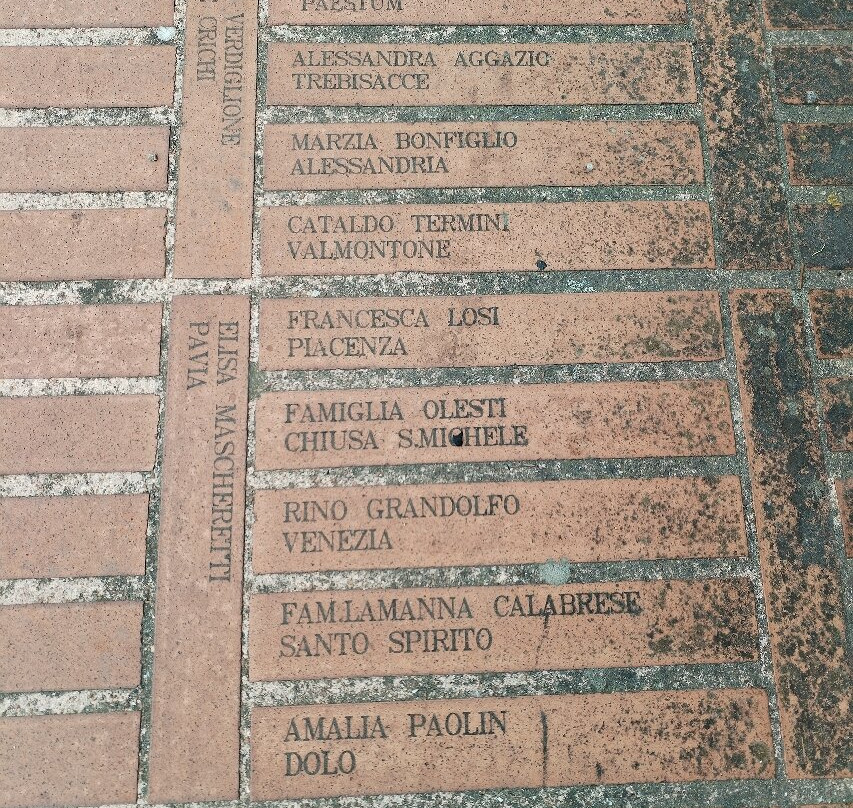 PAESTUM
ALESSANDRA AGGAZIO
TREBISACCE
MARZIA BONFIGLIO
ALESSANDRIA
CATALDO TERMINI
VALMONTONE
FRANCESCA LOSI
PIACENZA
FAMIGLIA OLESTI
CHIUSA S.MICHELE
RINO GRANDOLFO
VENEZIA
FAM.LAMANNA CALABRESE
SANTO SPIRITO
AMALIA PAOLIN
DOLO
VERDIGLIONE
CRICHI
ELISA MASCHERETTI
PAVIA